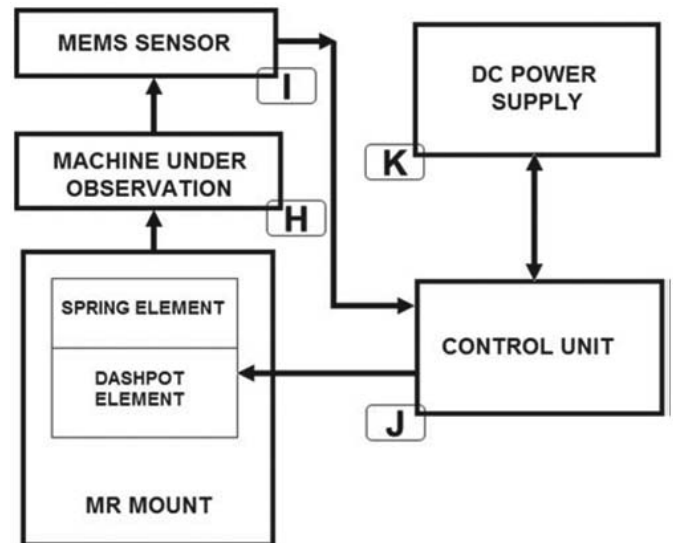 MEMS SENSOR
I
DC POWER
SUPPLY
K
MACHINE UNDER
OBSERVATION
H
SPRING ELEMENT
DASHPOT
ELEMENT
MR MOUNT
CONTROL UNIT
J